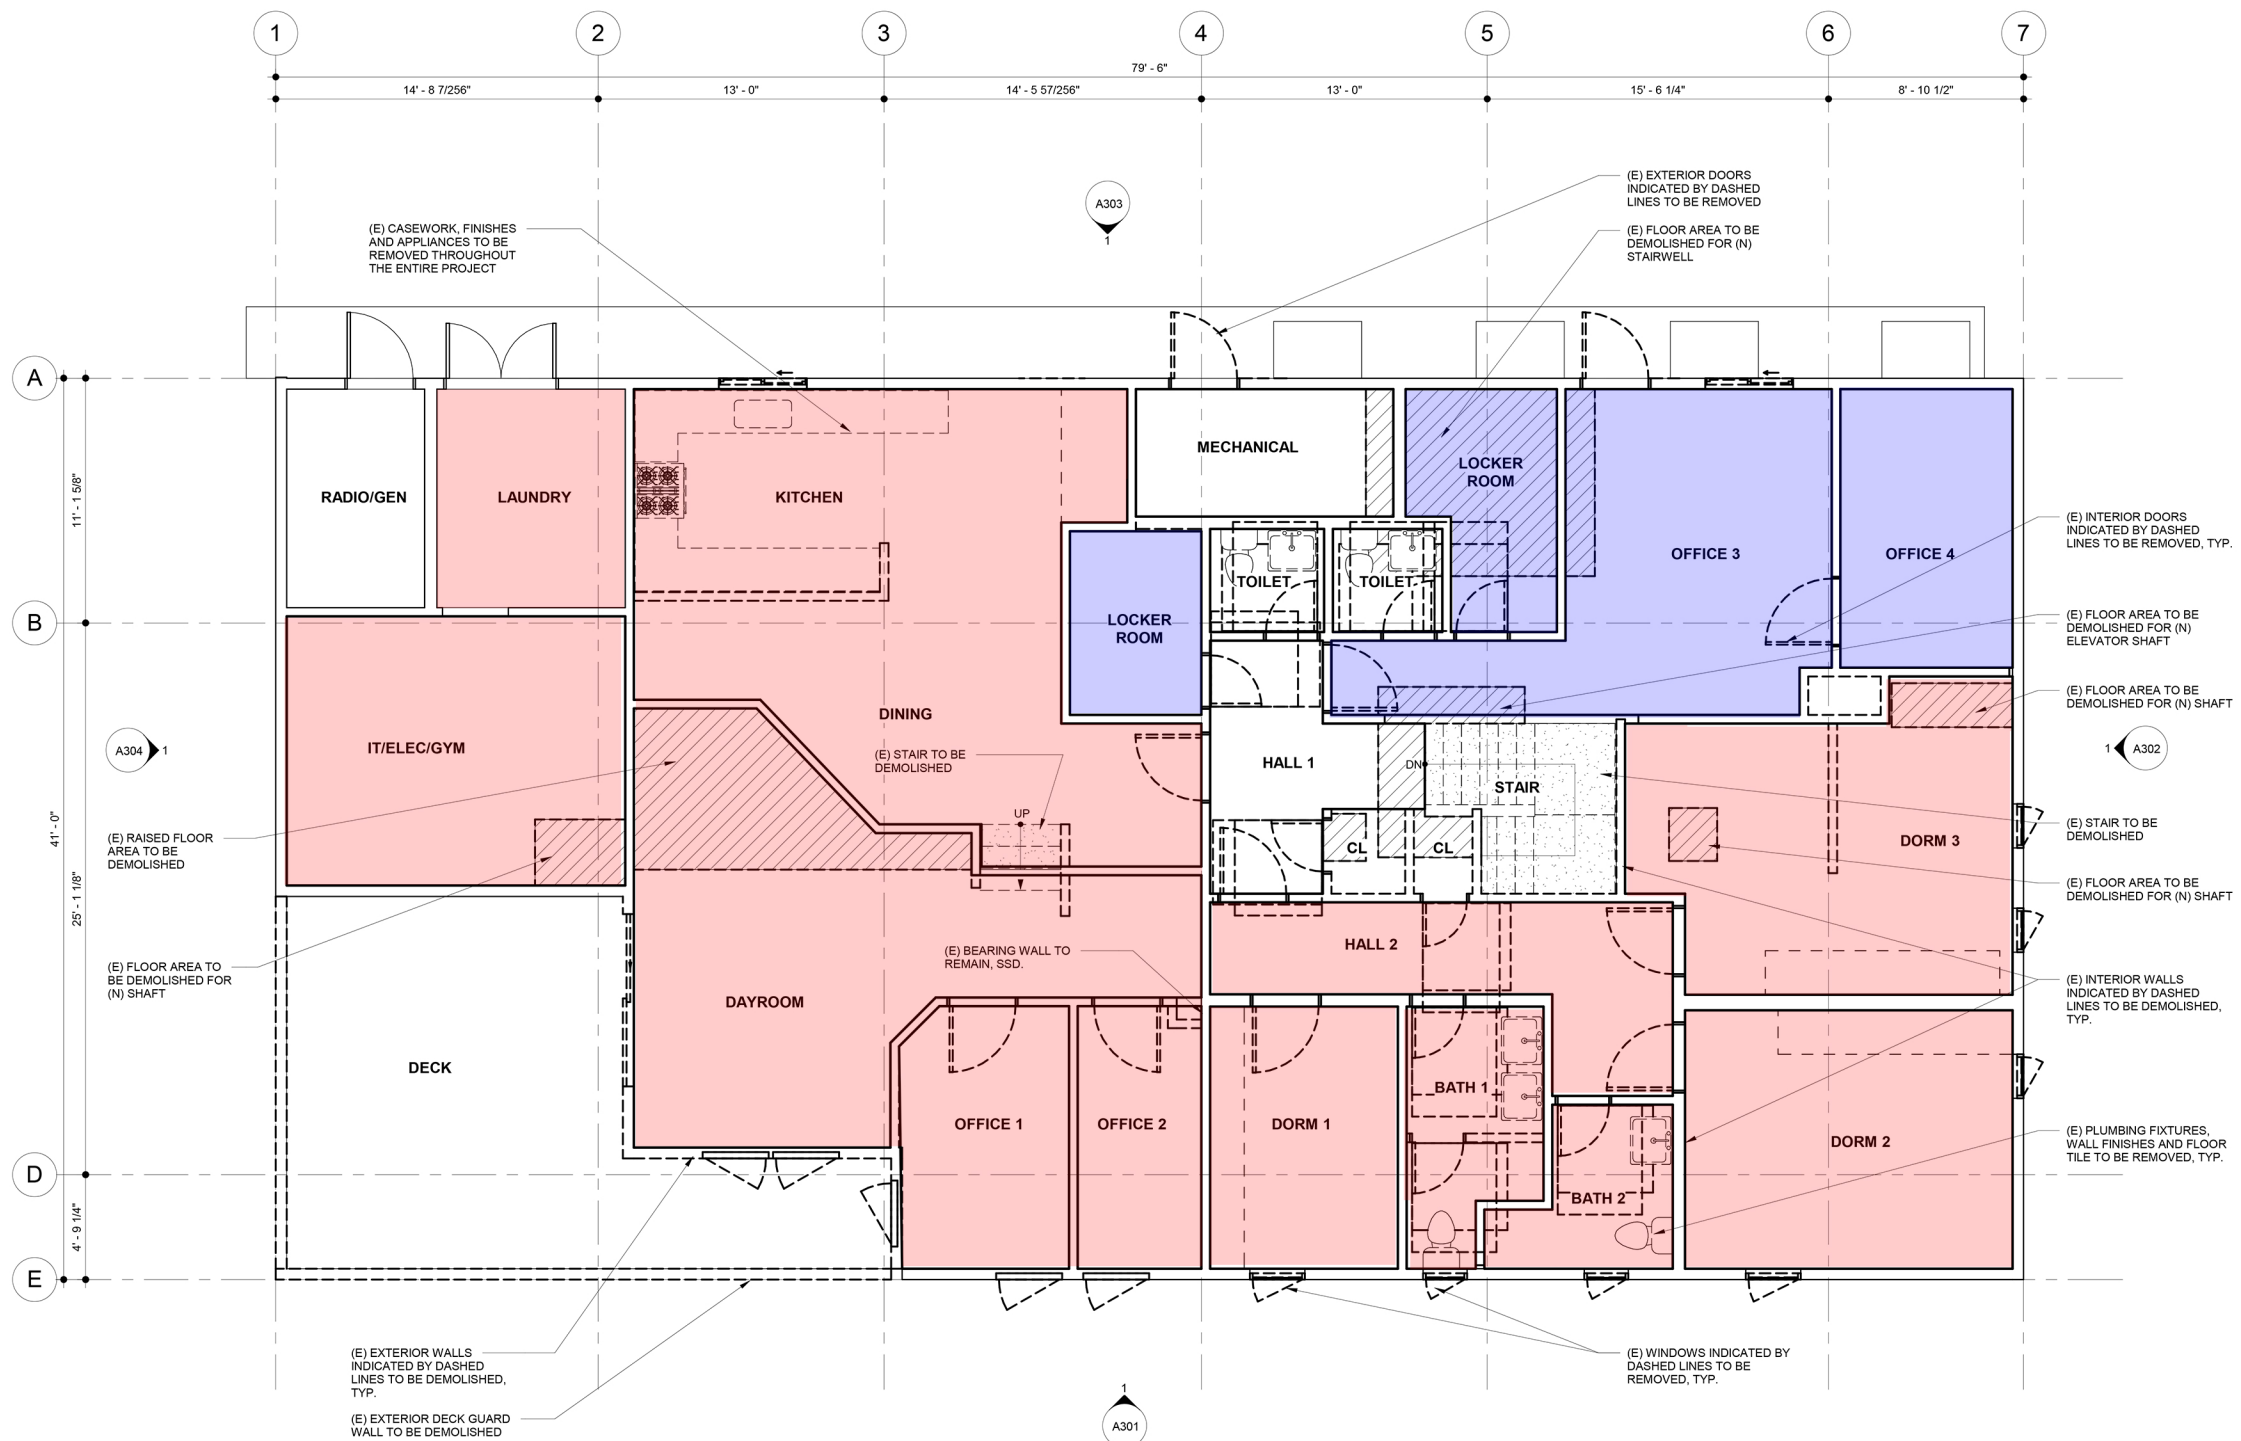 1
2
3
4
5
6
7
79' - 6"
14' - 8 7/256"
13' - 0"
14' - 5 57/256"
13' - 0"
15' - 6 1/4"
8' - 10 1/2"
(E) EXTERIOR DOORS
INDICATED BY DASHED
LINES TO BE REMOVED
A303
1
(E) CASEWORK, FINISHES
AND APPLIANCES TO BE
REMOVED THROUGHOUT
THE ENTIRE PROJECT
(E) FLOOR AREA TO BE
DEMOLISHED FOR (N)
STAIRWELL
A
11' - 1 5/8"
RADIO/GEN
LAUNDRY
KITCHEN
MECHANICAL
LOCKER
ROOM
OFFICE 3
OFFICE 4
(E) INTERIOR DOORS
INDICATED BY DASHED
LINES TO BE REMOVED, TYP.
TOILET
TOILET
B
LOCKER
ROOM
(E) FLOOR AREA TO BE
DEMOLISHED FOR (N)
ELEVATOR SHAFT
(E) FLOOR AREA TO BE
DEMOLISHED FOR (N) SHAFT
DINING
A304
1
IT/ELEC/GYM
(E) STAIR TO BE
DEMOLISHED
HALL 1
DN
STAIR
1
A302
UP
41' - 0"
25' - 1 1/8"
(E) RAISED FLOOR
AREA TO BE
DEMOLISHED
CL
CL
DORM 3
(E) STAIR TO BE
DEMOLISHED
(E) FLOOR AREA TO BE
DEMOLISHED FOR (N) SHAFT
(E) FLOOR AREA TO
BE DEMOLISHED FOR
(N) SHAFT
(E) BEARING WALL TO
REMAIN, SSD.
HALL 2
(E) INTERIOR WALLS
INDICATED BY DASHED
LINES TO BE DEMOLISHED,
TYP.
DAYROOM
DECK
OFFICE 1
OFFICE 2
DORM 1
BATH 1
BATH 2
DORM 2
(E) PLUMBING FIXTURES,
WALL FINISHES AND FLOOR
TILE TO BE REMOVED, TYP.
D
4' - 9 1/4"
E
(E) EXTERIOR WALLS
INDICATED BY DASHED
LINES TO BE DEMOLISHED,
TYP.
(E) EXTERIOR DECK GUARD
WALL TO BE DEMOLISHED
1
A301
(E) WINDOWS INDICATED BY
DASHED LINES TO BE
REMOVED, TYP.